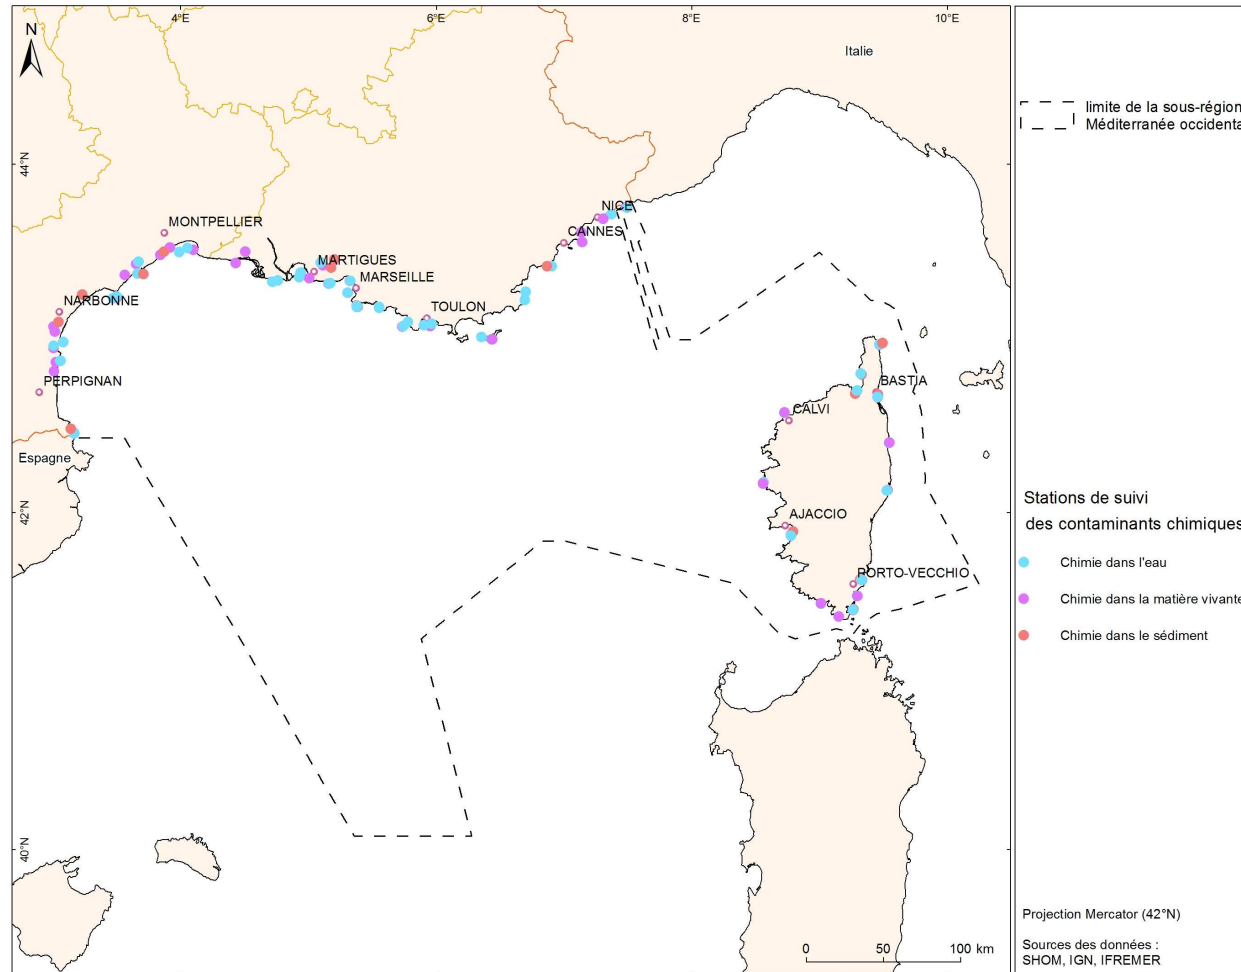 4°E
6°E
8°E
10°E
N
Italie
limite de la sous-région
Méditerranée occidenta
44°N
NICE
MONTPELLIER
CANNES
MARTIGUES
MARSEILLE
NARBONNE
TOULON
PERPIGNAN
BASTIA
CALVI
Espagne
42°N
AJACCIO
PORTO-VECCHIO
Stations de suivi
des contaminants chimiques
Chimie dans l'eau
Chimie dans la matière vivante
Chimie dans le sédiment
40°N
Projection Mercator (42°N)
0 50 100 km
Sources des données :
SHOM, IGN, IFREMER